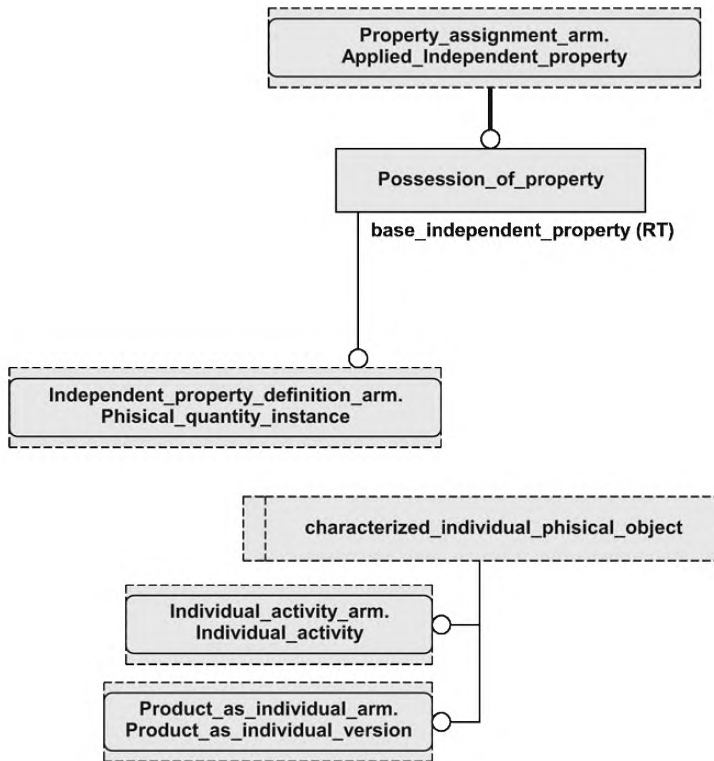 Property_assignment_arm.
Applied_Independent_property
Possession_of_property
base_independent_property (RT)
Independent_property_definition_arm.
Phisical_quantity_instance
characterized_individual_phisical_object
Individual_activity_arm.
Individual_activity
Product_as_individual_arm.
Product_as_individual_version